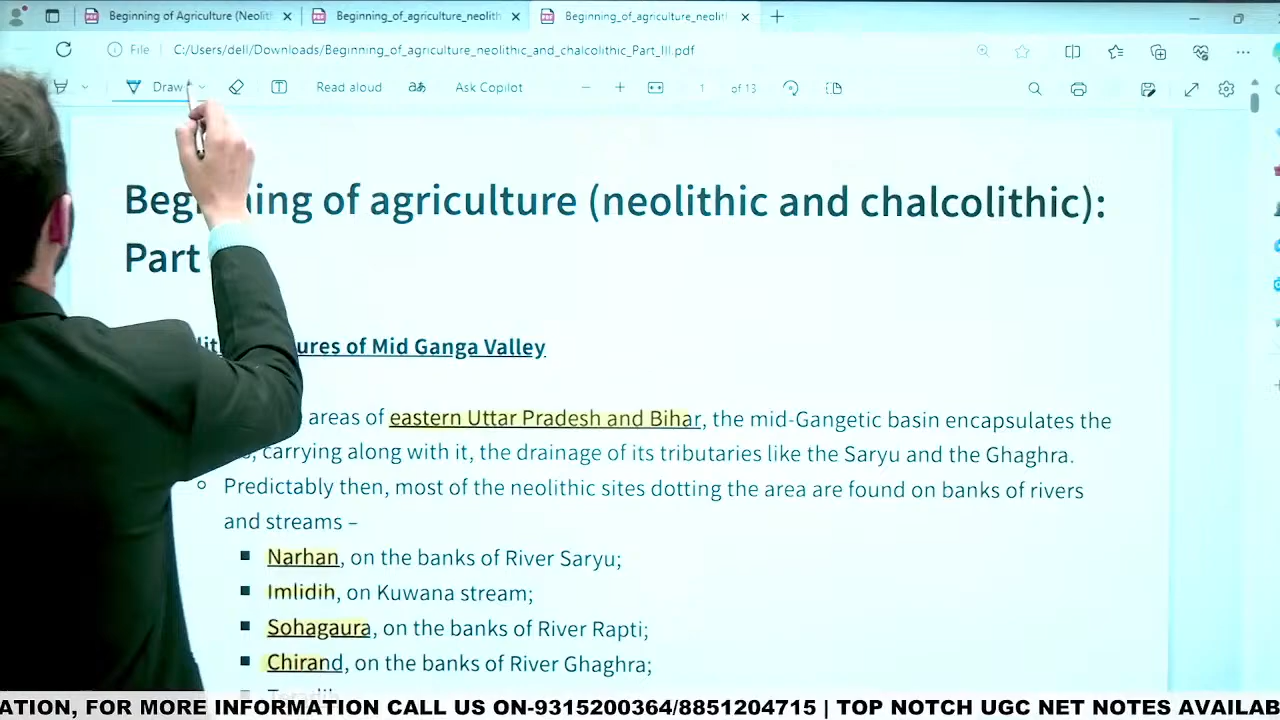 Beginning of Agriculture (Neolith
Beginning_of_agriculture_neolith
Beginning_of_agriculture_neolitl
File C:/Users/dell/Downloads/Beginning_of_agriculture_neolithic_and_chalcolithic_Part_III.pdf
Draw Read aloud Ask Copilot 1 of 13
of agriculture (neolithic and chalcolithic):
Part
ures of Mid Ganga Valley
areas of eastern Uttar Pradesh and Bihar, the mid-Gangetic basin encapsulates the
carrying along with it, the drainage of its tributaries like the Saryu and the Ghaghra.
Predictably then, most of the neolithic sites dotting the area are found on banks of rivers
and streams –
Narhan, on the banks of River Saryu;
Imlidih, on Kuwana stream;
Sohagaura, on the banks of River Rapti;
Chirand, on the banks of River Ghaghra;
ATION, FOR MORE INFORMATION CALL US ON-9315200364/8851204715 | TOP NOTCH UGC NET NOTES AVAILAB